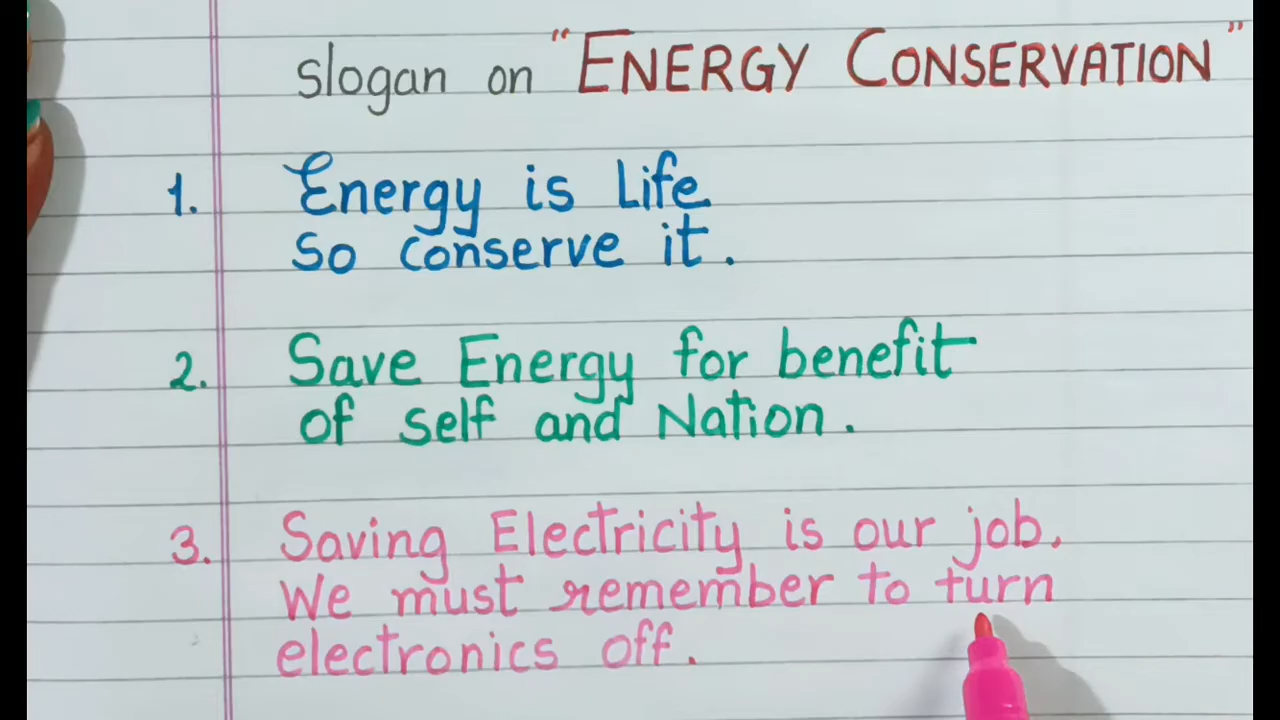 slogan on "ENERGY CONSERVATION"
1. Energy is Life
so conserve it.
2. Save Energy for benefit
of self and Nation.
3. Saving Electricity is our job.
We must remember to turn
electronics off.